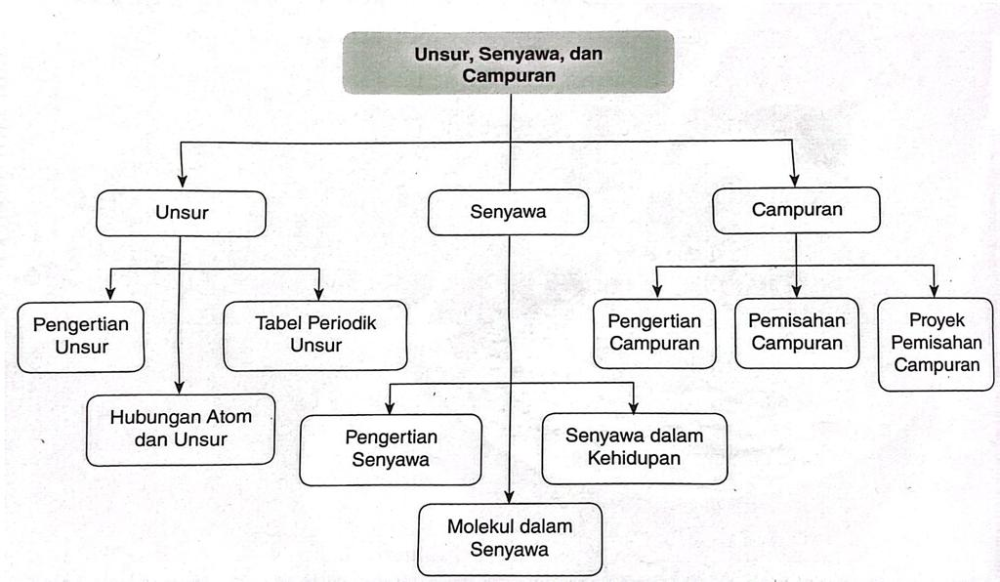 Unsur, Senyawa, dan
Campuran
Unsur
Senyawa
Campuran
Pengertian
Unsur
Tabel Periodik
Unsur
Pengertian
Campuran
Pemisahan
Campuran
Proyek
Pemisahan
Campuran
Hubungan Atom
dan Unsur
Pengertian
Senyawa
Senyawa dalam
Kehidupan
Molekul dalam
Senyawa